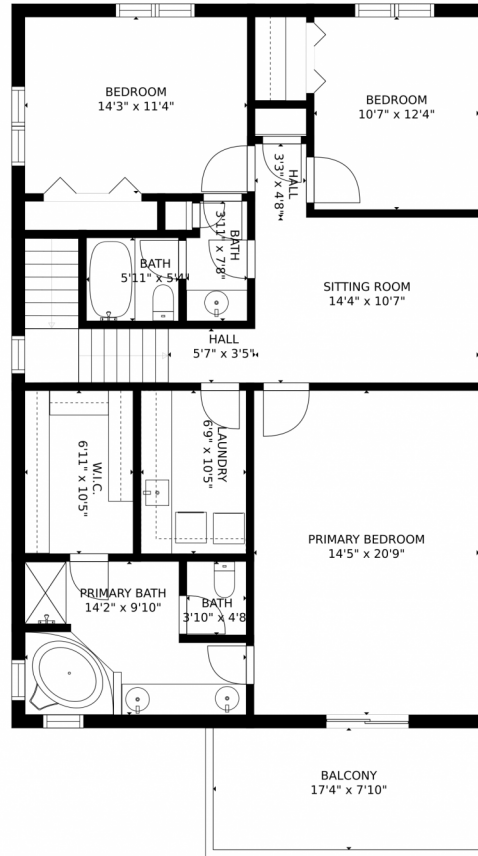 BEDROOM
14'3" x 11'4"
BEDROOM
10'7" x 12'4"
HALL
3'3" x 4'8"
BATH
3'11" x 7'8"
BATH
5'11" x 5'4"
SITTING ROOM
14'4" x 10'7"
HALL
5'7" x 3'5"
W.I.C.
6'11" x 10'5"
LAUNDRY
6'9" x 10'5"
PRIMARY BEDROOM
14'5" x 20'9"
PRIMARY BATH
14'2" x 9'10"
BATH
3'10" x 4'8
BALCONY
17'4" x 7'10"